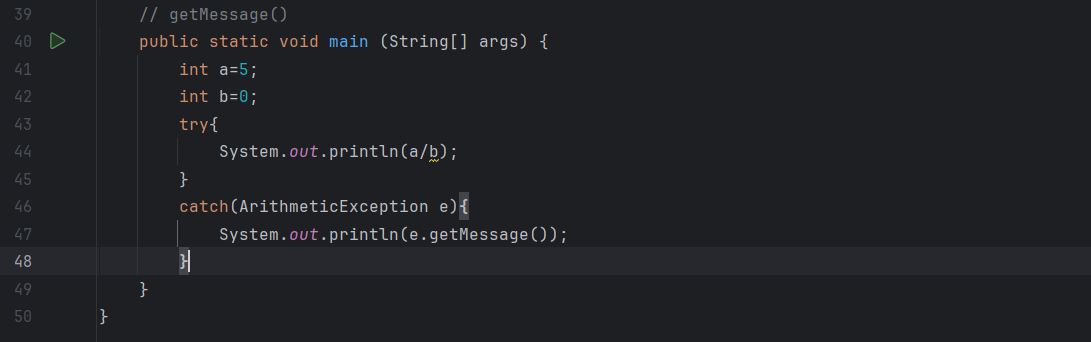 39 // getMessage()
40 public static void main (String[] args) {
41 int a=5;
42 int b=0;
43 try{
44 System.out.println(a/b);
45 }
46 catch(ArithmeticException e){
47 System.out.println(e.getMessage());
48 }
49 }
50 }